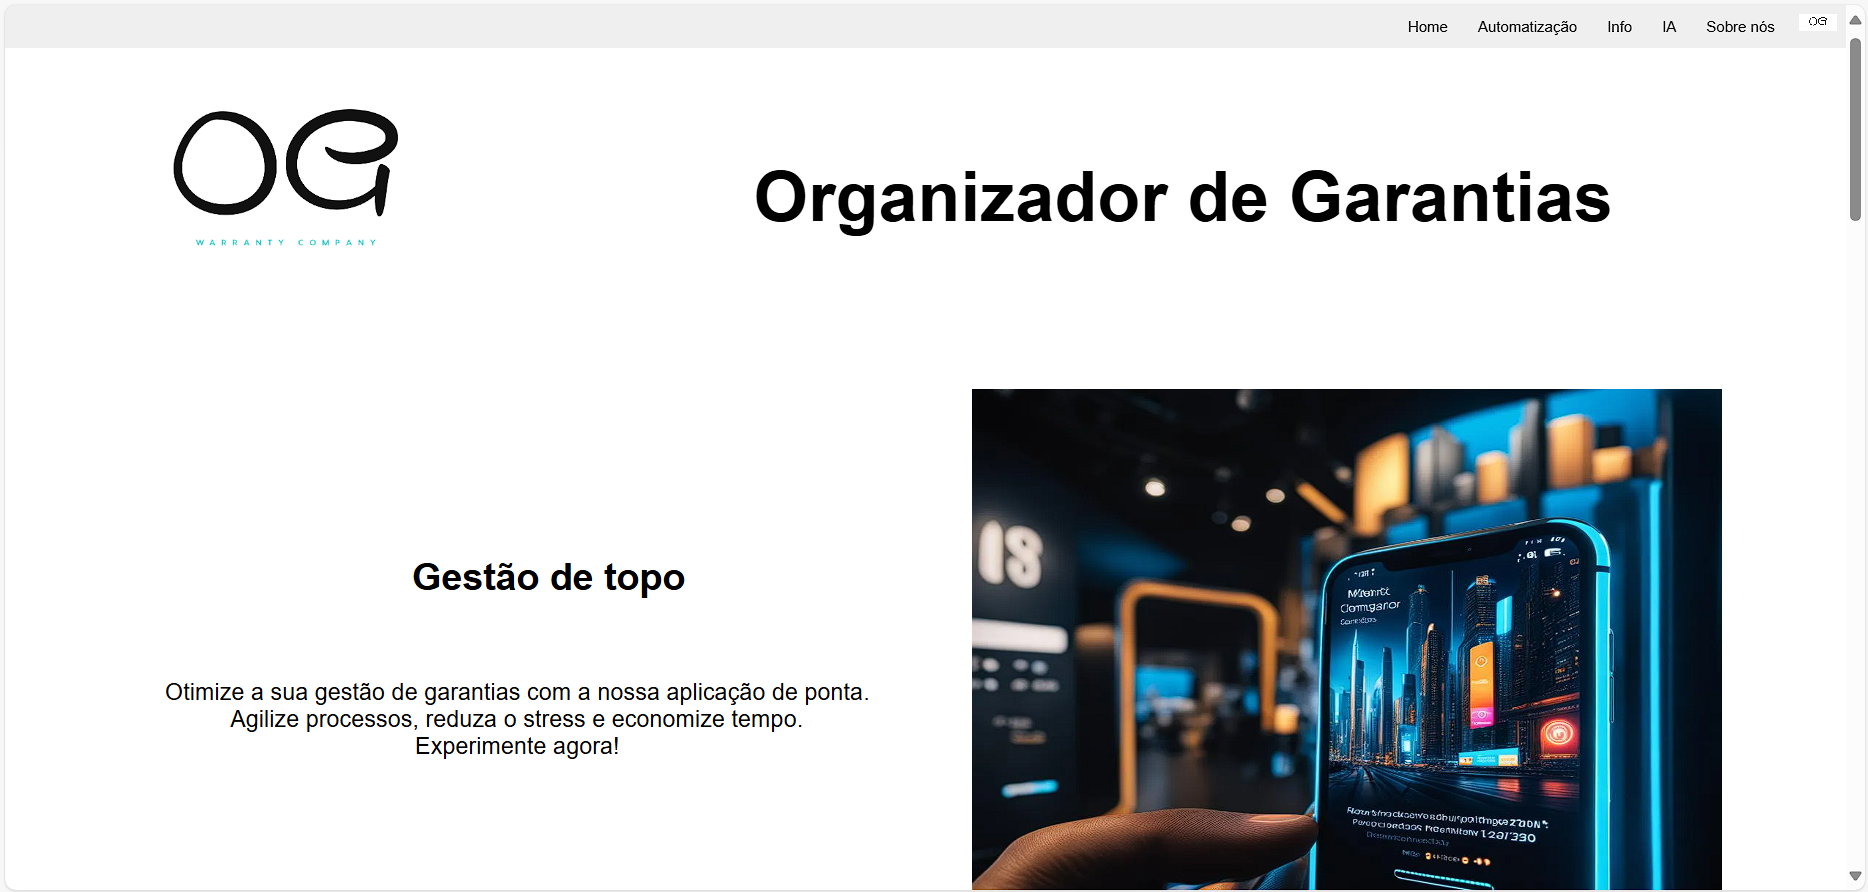 Home Automatização Info IA Sobre nós OG
OG
WARRANTY COMPANY
Organizador de Garantias
Gestão de topo
Otimize a sua gestão de garantias com a nossa aplicação de ponta.
Agilize processos, reduza o stress e economize tempo.
Experimente agora!